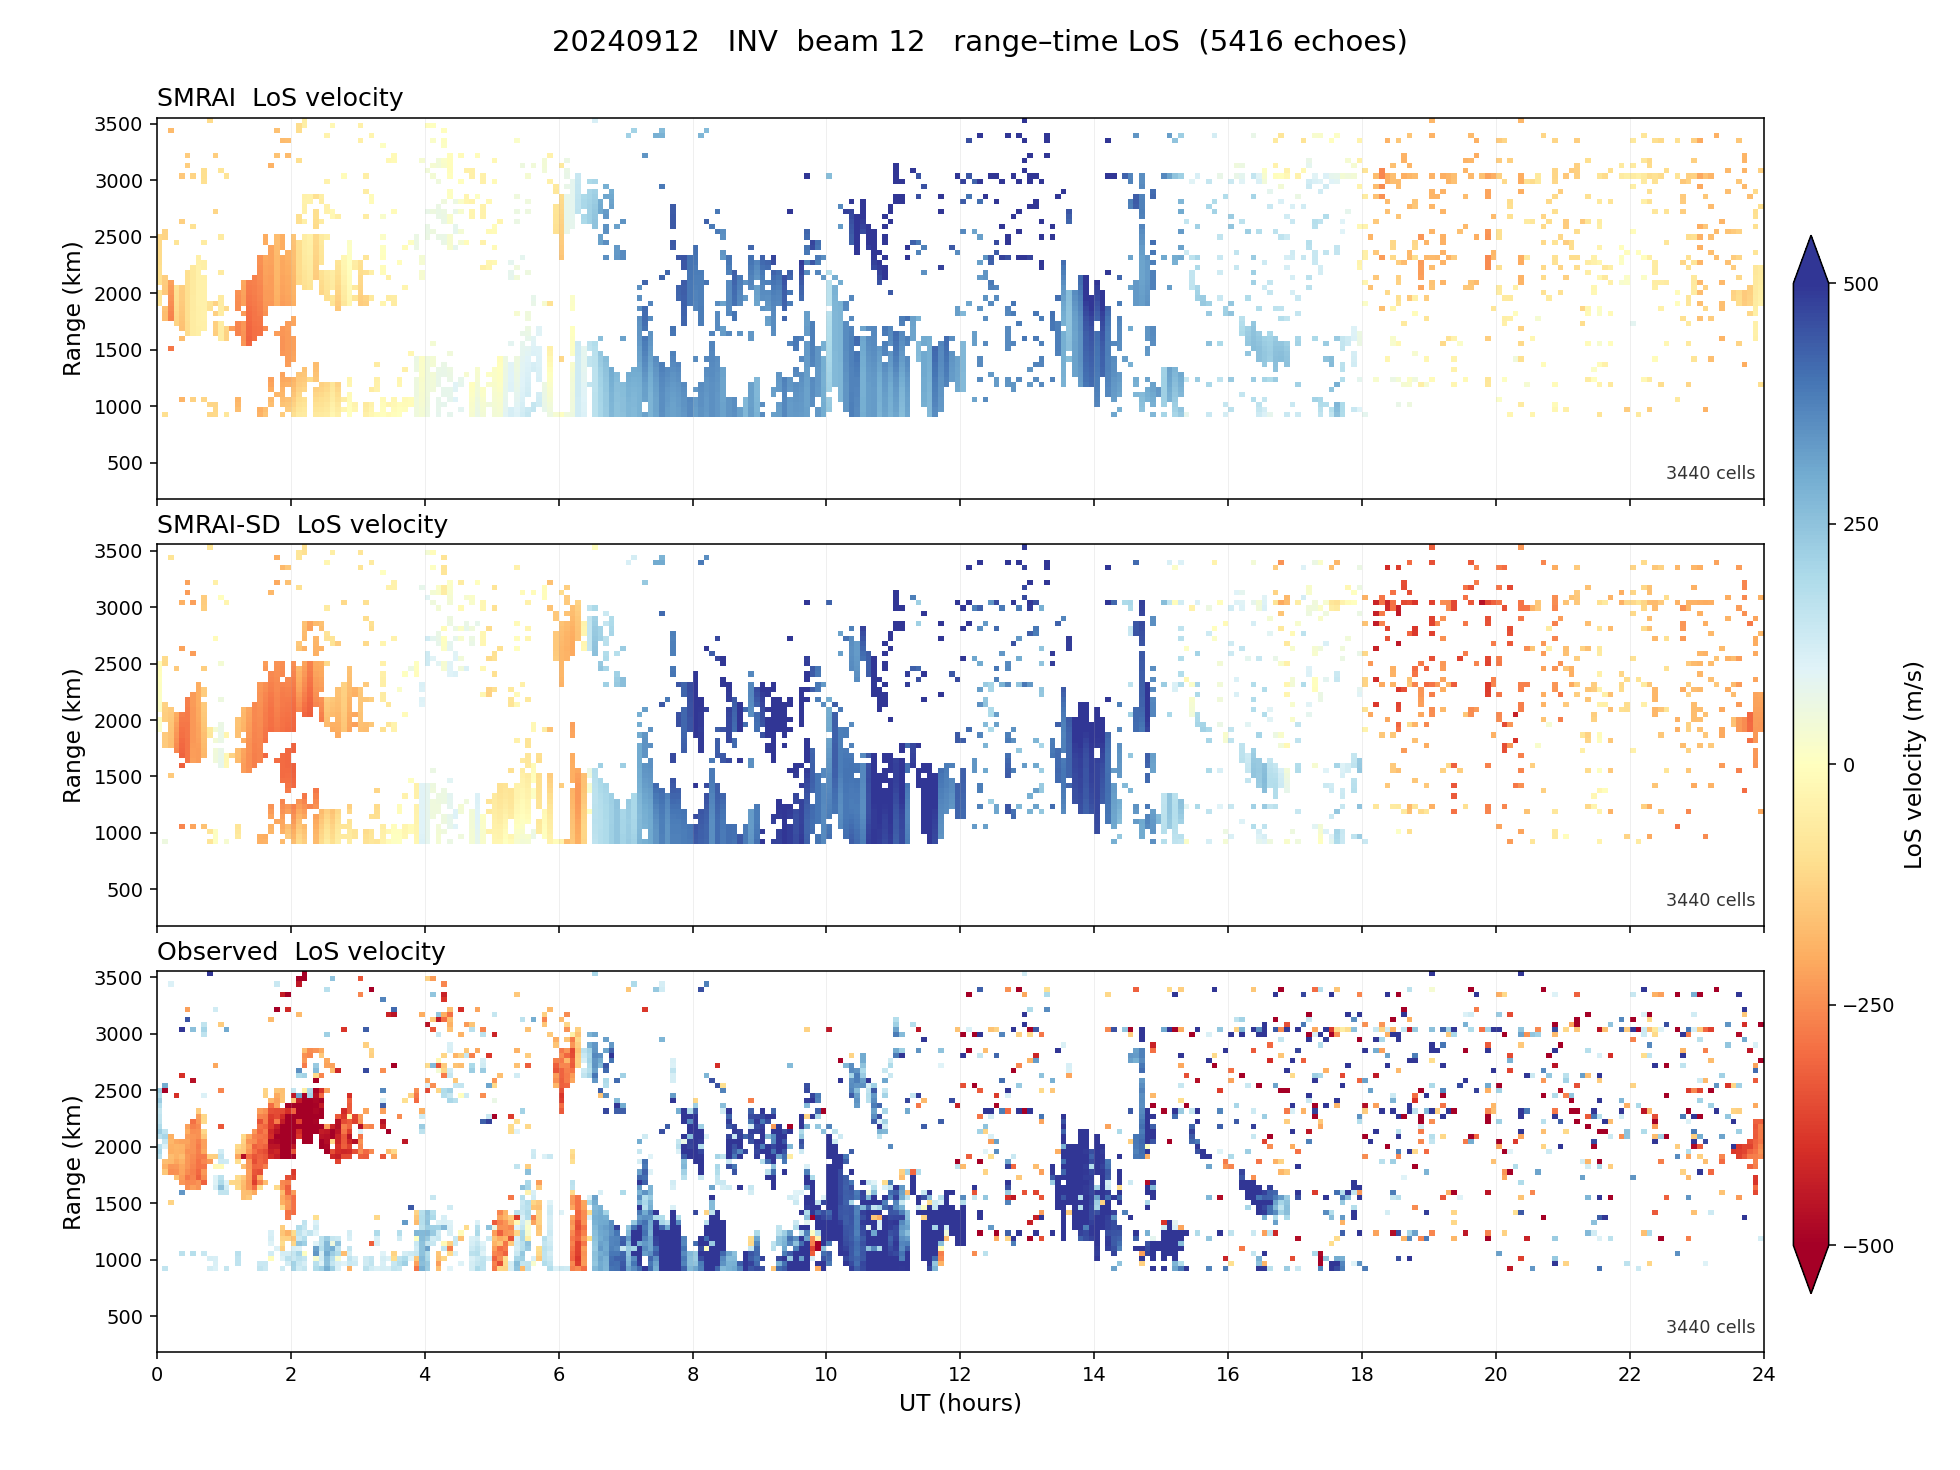 20240912   INV  beam 12   range–time LoS  (5416 echoes)
SMRAI  LoS velocity
3500
3000
2500
2000
1500
1000
500
Range (km)
3440 cells
SMRAI-SD  LoS velocity
3500
3000
2500
2000
1500
1000
500
Range (km)
3440 cells
Observed  LoS velocity
3500
3000
2500
2000
1500
1000
500
Range (km)
3440 cells
0 2 4 6 8 10 12 14 16 18 20 22 24
UT (hours)
500
250
0
−250
−500
LoS velocity (m/s)